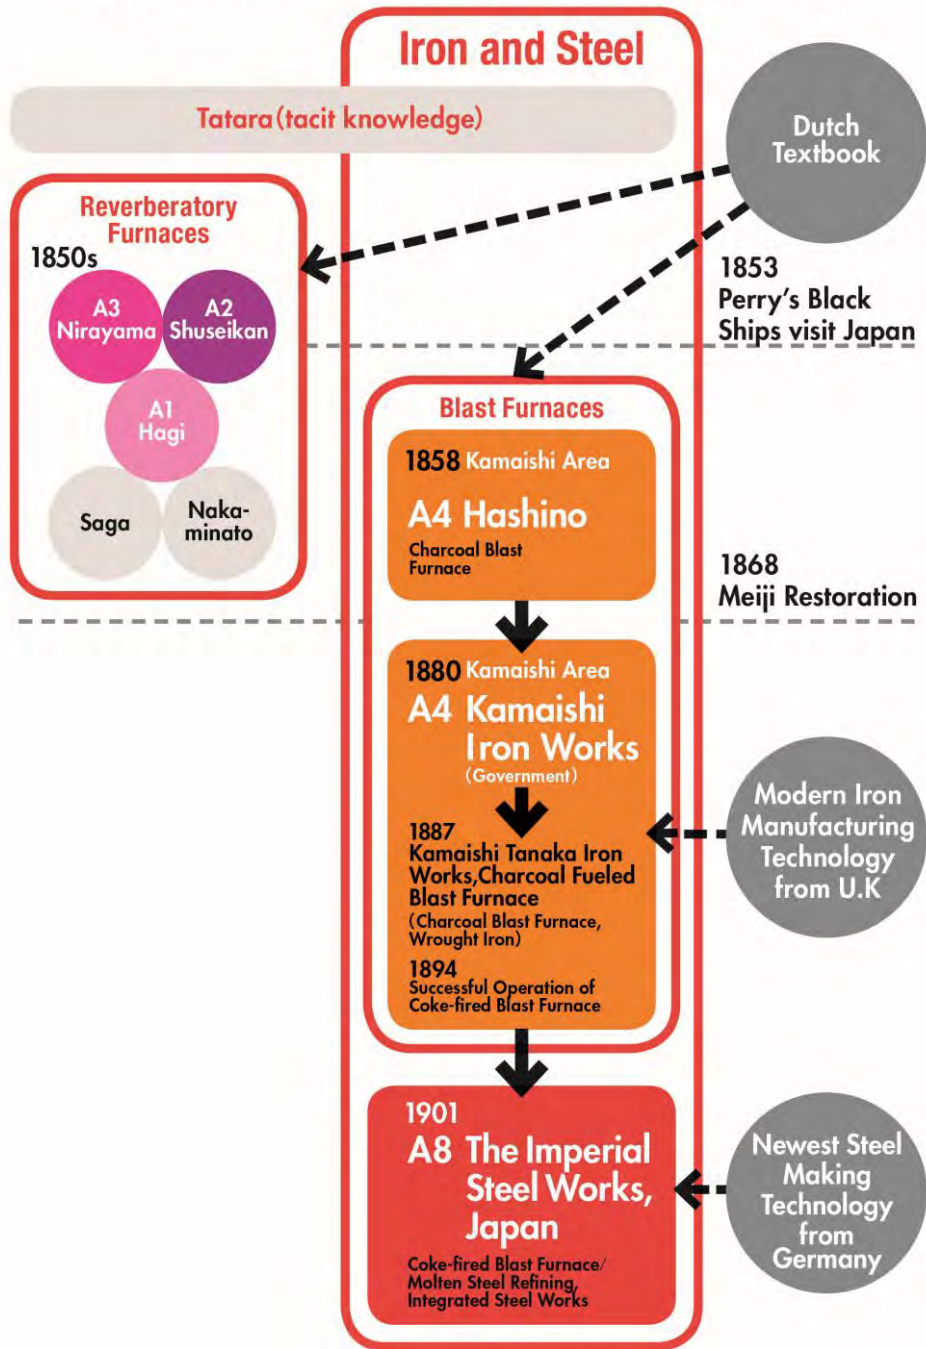 Iron and Steel
Tatara(tacit knowledge)
Dutch
Textbook
Reverberatory
Furnaces
1850s
A3
Nirayama
A2
Shuseikan
A1
Hagi
Saga
Naka-
minato
1853
Perry's Black
Ships visit Japan
Blast Furnaces
1858 Kamaishi Area
A4 Hashino
Charcoal Blast
Furnace
1868
Meiji Restoration
1880 Kamaishi Area
A4 Kamaishi
Iron Works
(Government)
1887
Kamaishi Tanaka Iron
Works,Charcoal Fueled
Blast Furnace
(Charcoal Blast Furnace,
Wrought Iron)
1894
Successful Operation of
Coke-fired Blast Furnace
Modern Iron
Manufacturing
Technology
from U.K
1901
A8 The Imperial
Steel Works,
Japan
Coke-fired Blast Furnace/
Molten Steel Refining,
Integrated Steel Works
Newest Steel
Making
Technology
from
Germany